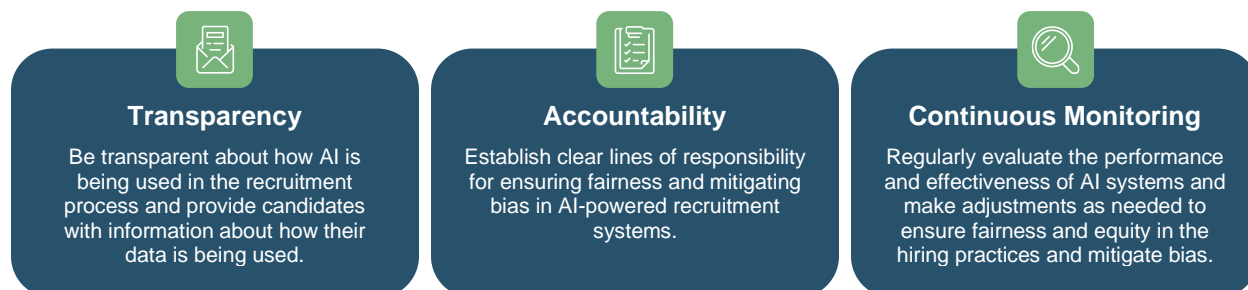 Transparency
Be transparent about how AI is
being used in the recruitment
process and provide candidates
with information about how their
data is being used.
Accountability
Establish clear lines of responsibility
for ensuring fairness and mitigating
bias in AI-powered recruitment
systems.
Continuous Monitoring
Regularly evaluate the performance
and effectiveness of AI systems and
make adjustments as needed to
ensure fairness and equity in the
hiring practices and mitigate bias.